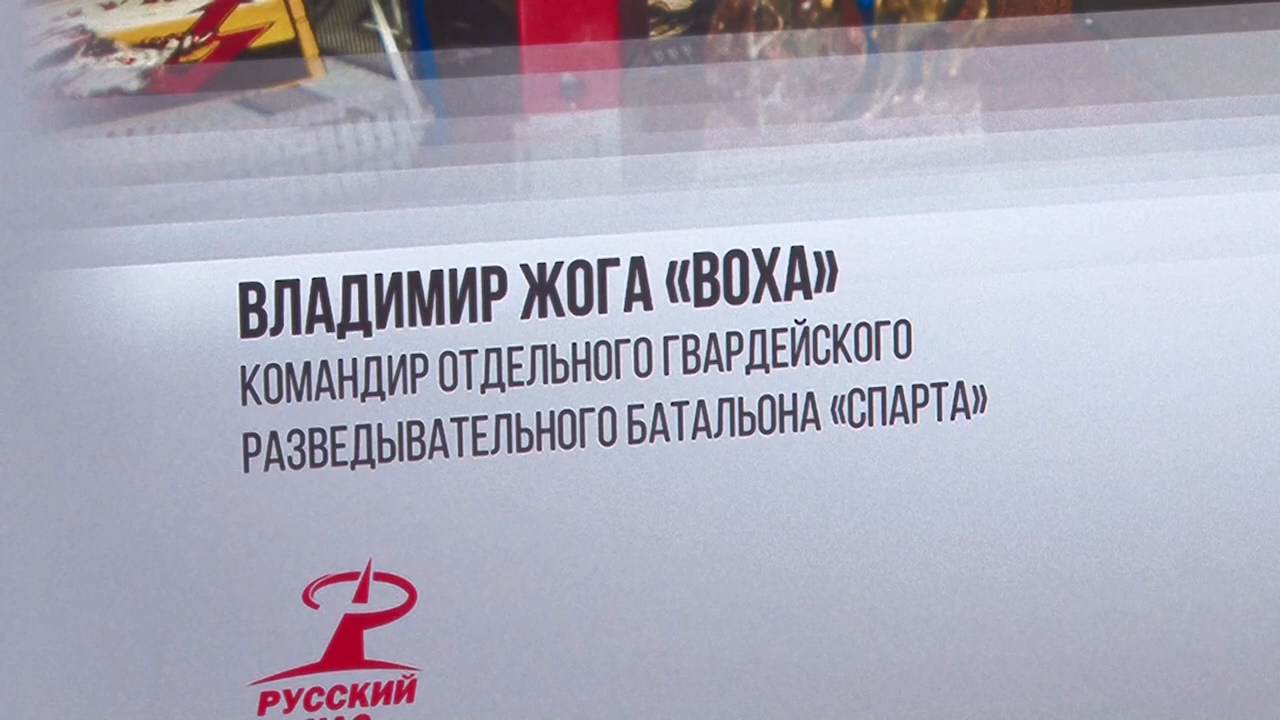 ВЛАДИМИР ЖОГА «ВОХА»
КОМАНДИР ОТДЕЛЬНОГО ГВАРДЕЙСКОГО
РАЗВЕДЫВАТЕЛЬНОГО БАТАЛЬОНА «СПАРТА»
РУССКИЙ